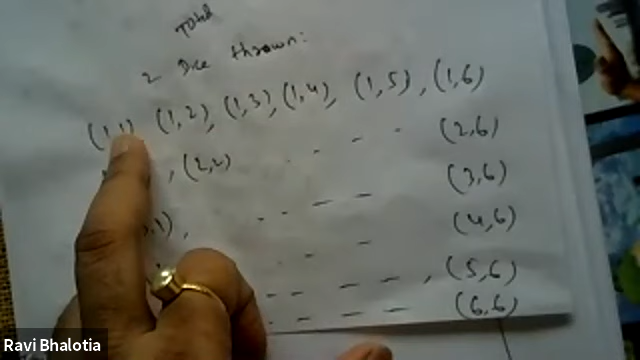 Total
2 Dice thrown:
(1,1) (1,2), (1,3), (1,4), (1,5), (1,6)
, (2,2) . - - . (2,6)
,1), .. - - (3,6)
- - (4,6)
-- - - , (5,6)
- - - - (6,6)
Ravi Bhalotia